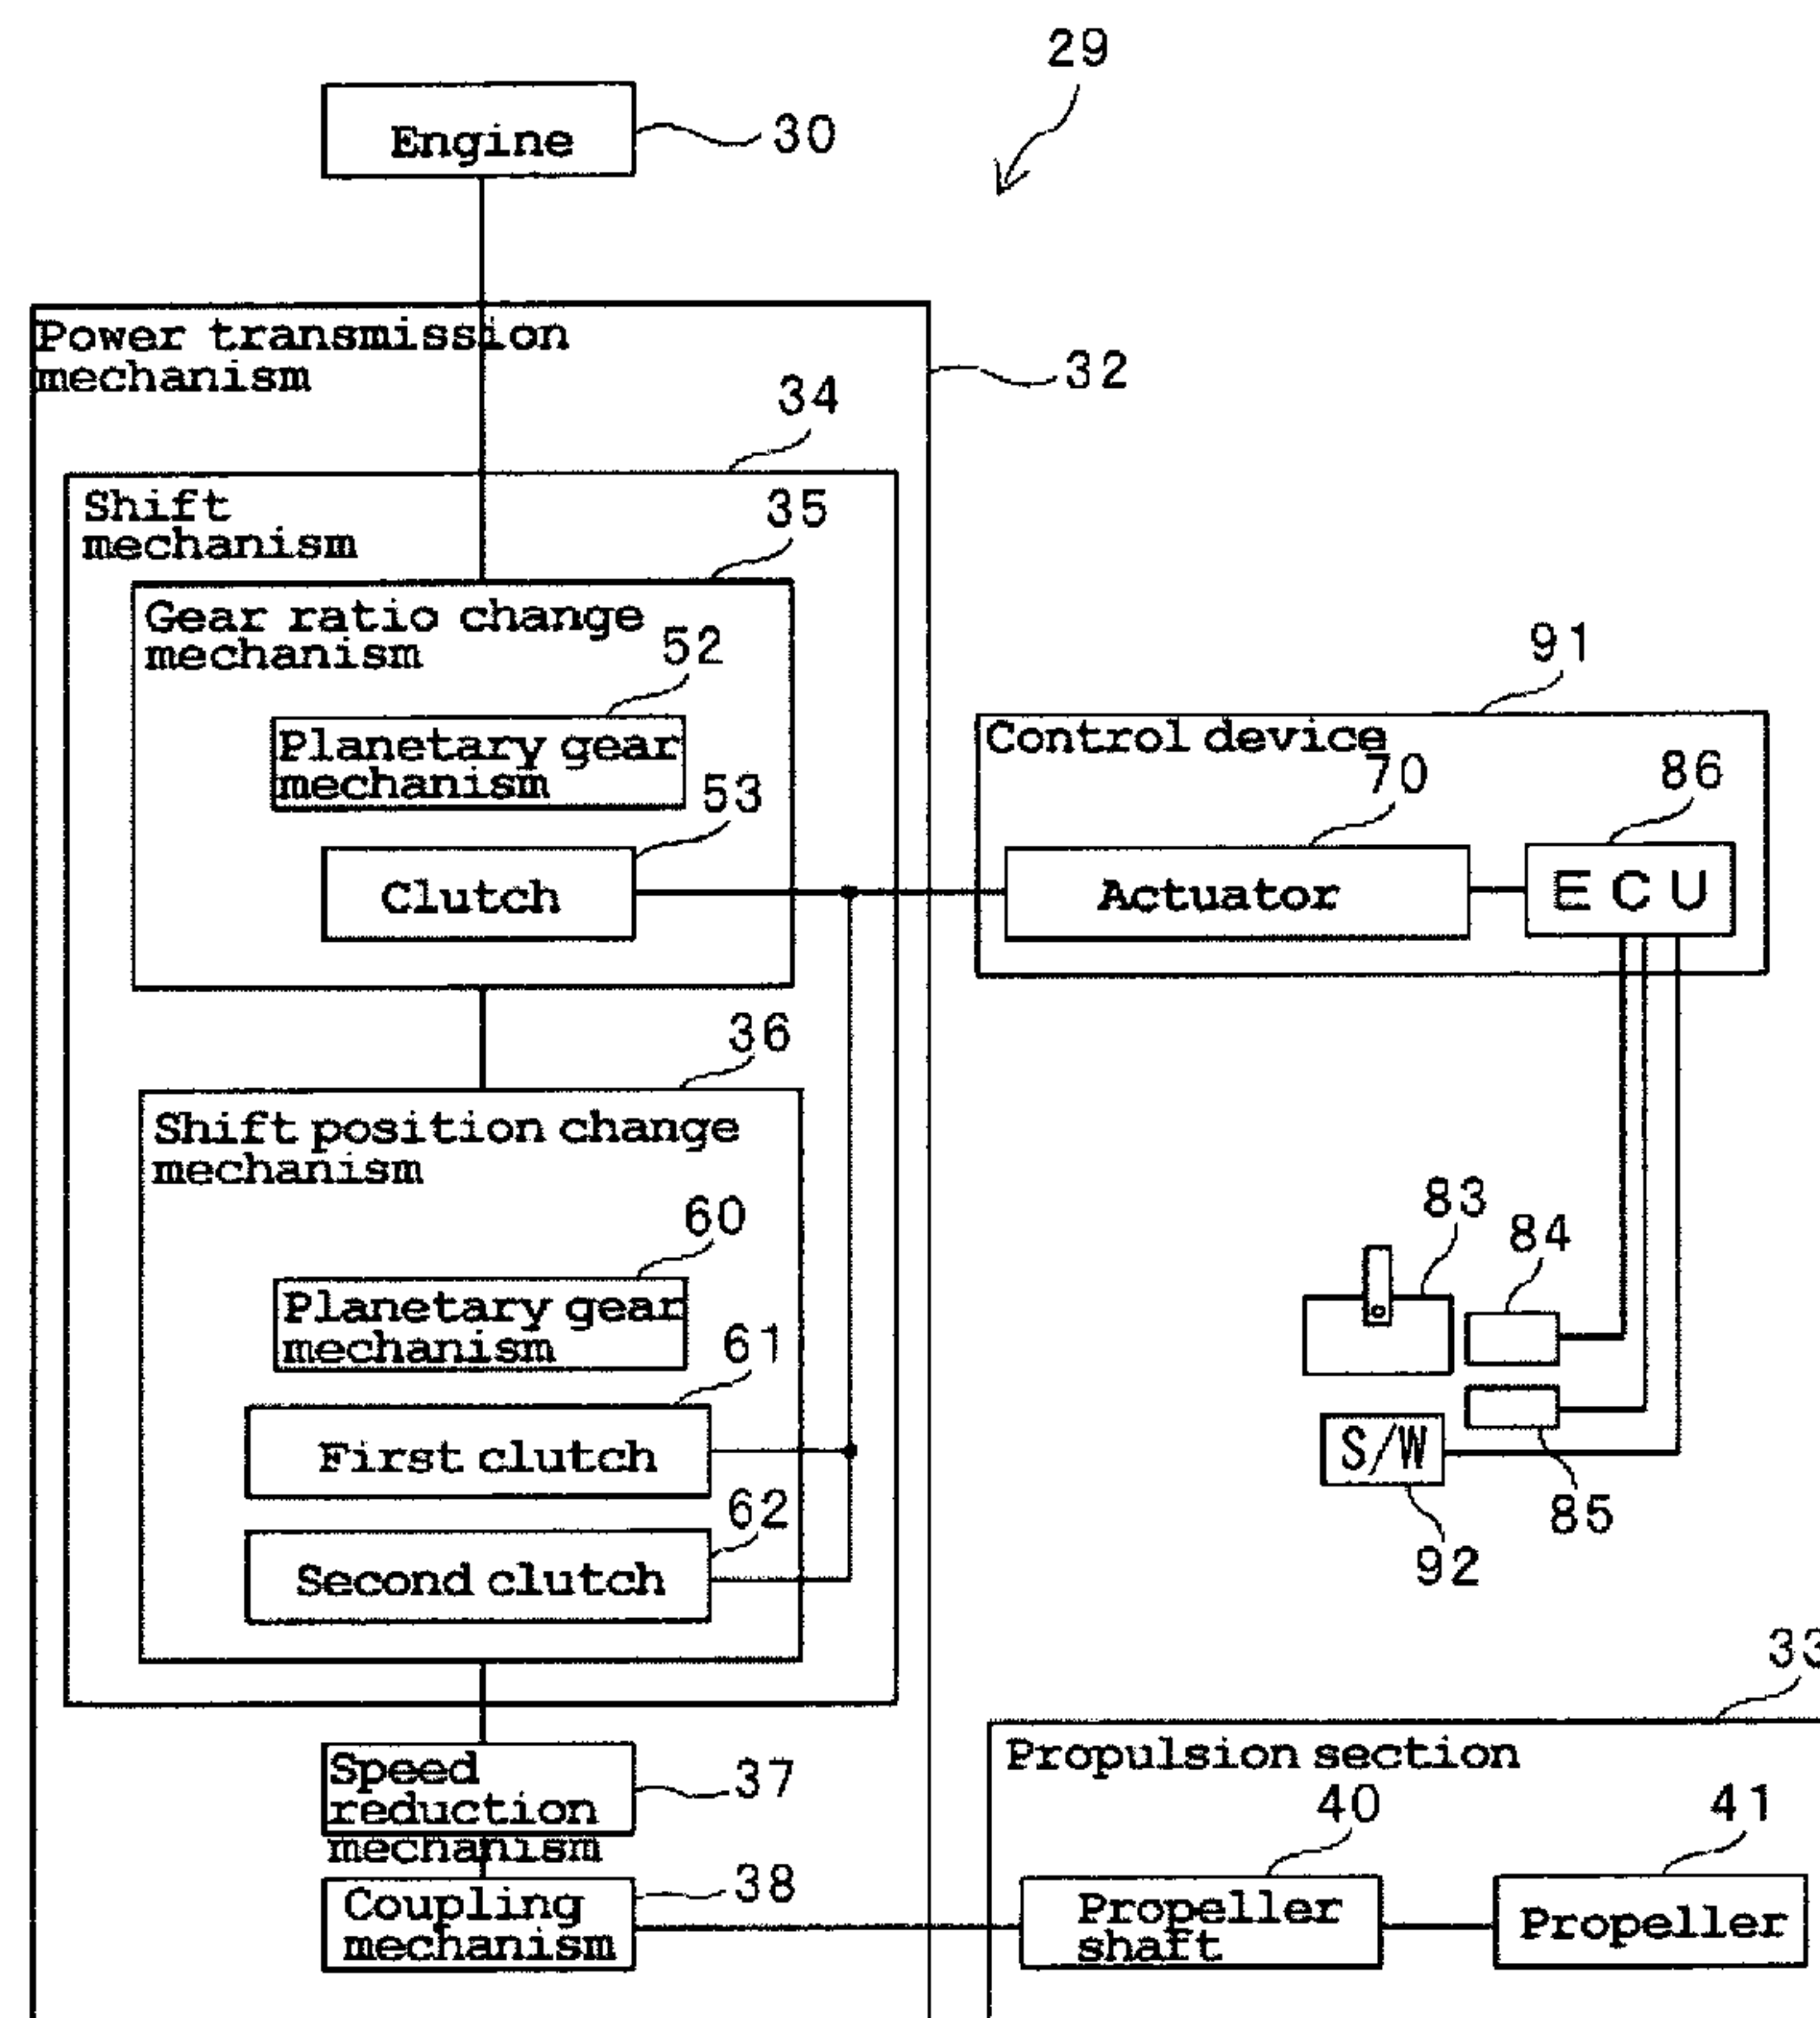 29
Engine
30
Power transmission
mechanism
32
34
Shift
mechanism
35
Gear ratio change
mechanism
52
Planetary gear
mechanism
53
Clutch
91
Control device
70
86
Actuator
ECU
36
Shift position change
mechanism
60
Planetary gear
mechanism
61
First clutch
62
Second clutch
83
84
S/W
85
92
33
Propulsion section
Speed
reduction
mechanism
37
40
41
38
Coupling
mechanism
Propeller
shaft
Propeller